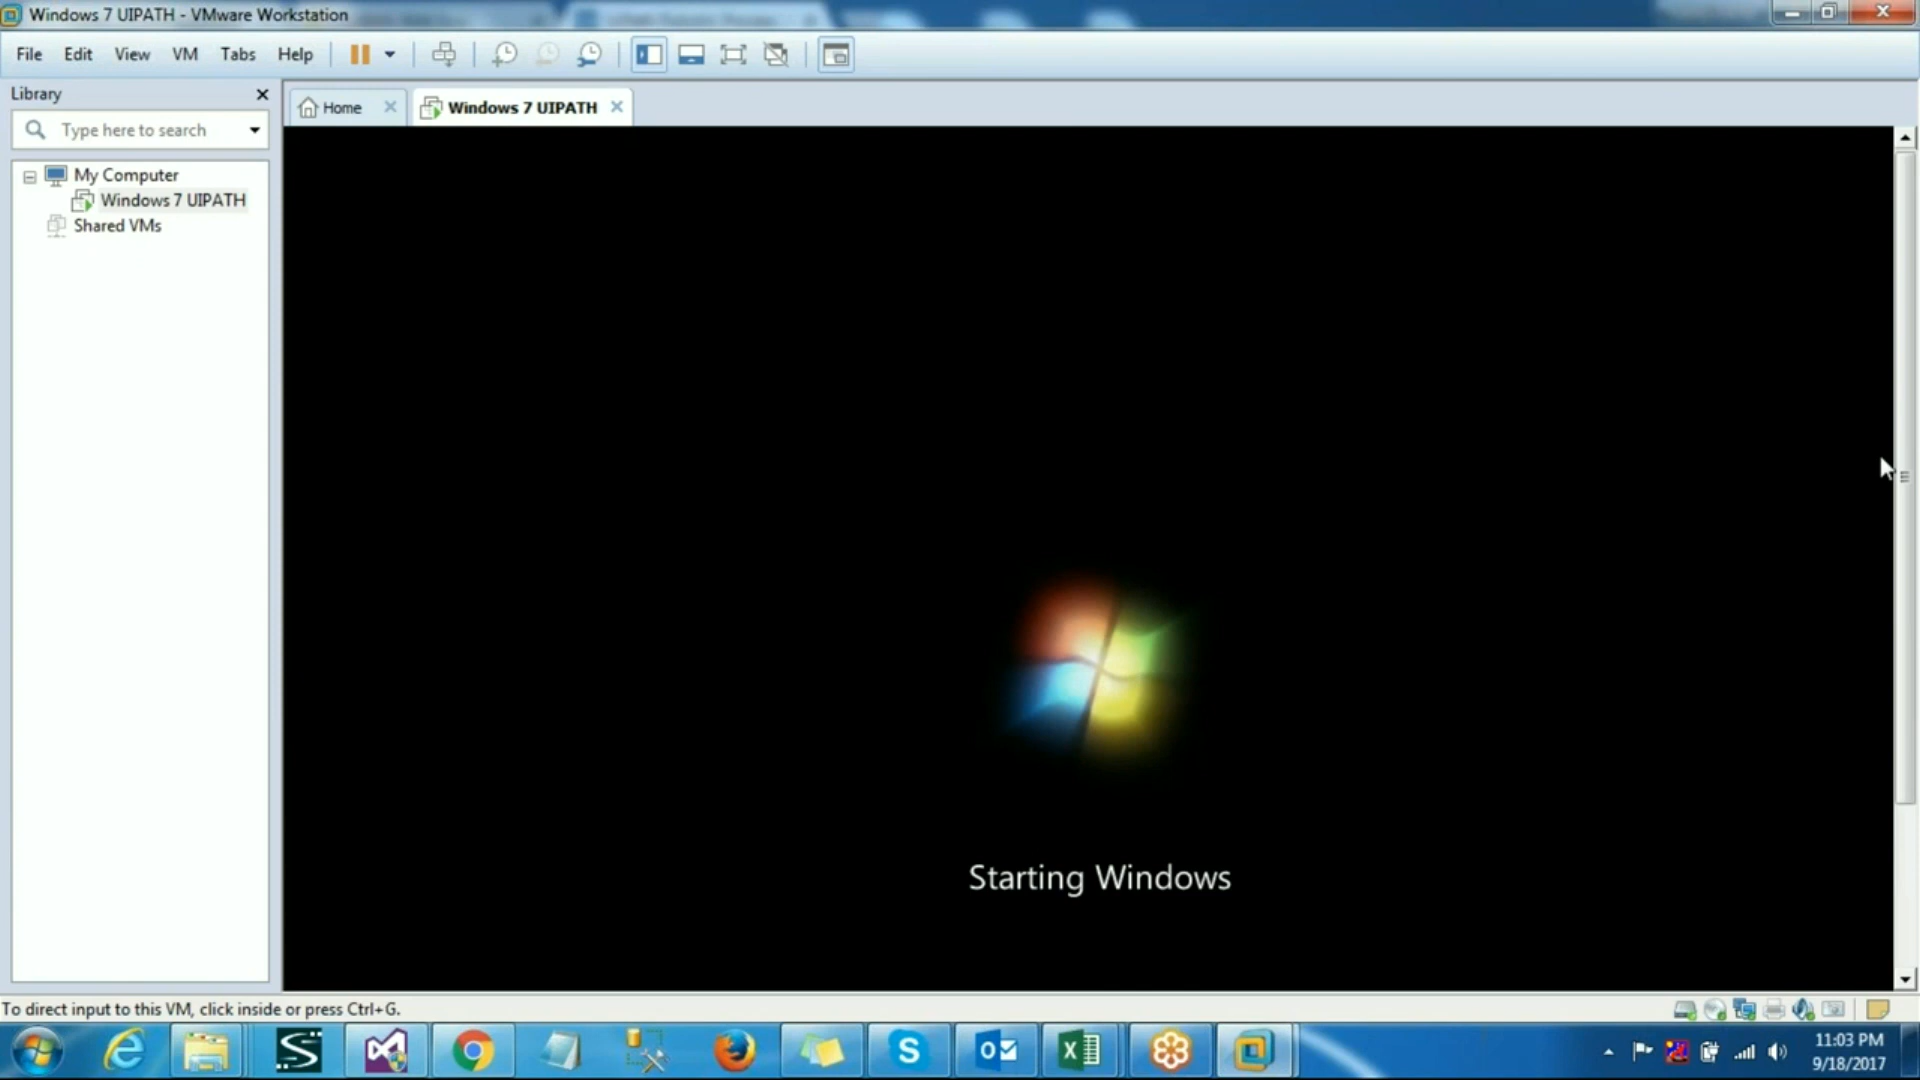 Windows 7 UIPATH - VMware Workstation
File Edit View VM Tabs Help
Library
Type here to search
My Computer
Windows 7 UIPATH
Shared VMs
Home
Windows 7 UIPATH
Starting Windows
To direct input to this VM, click inside or press Ctrl+G.
11:03 PM
9/18/2017